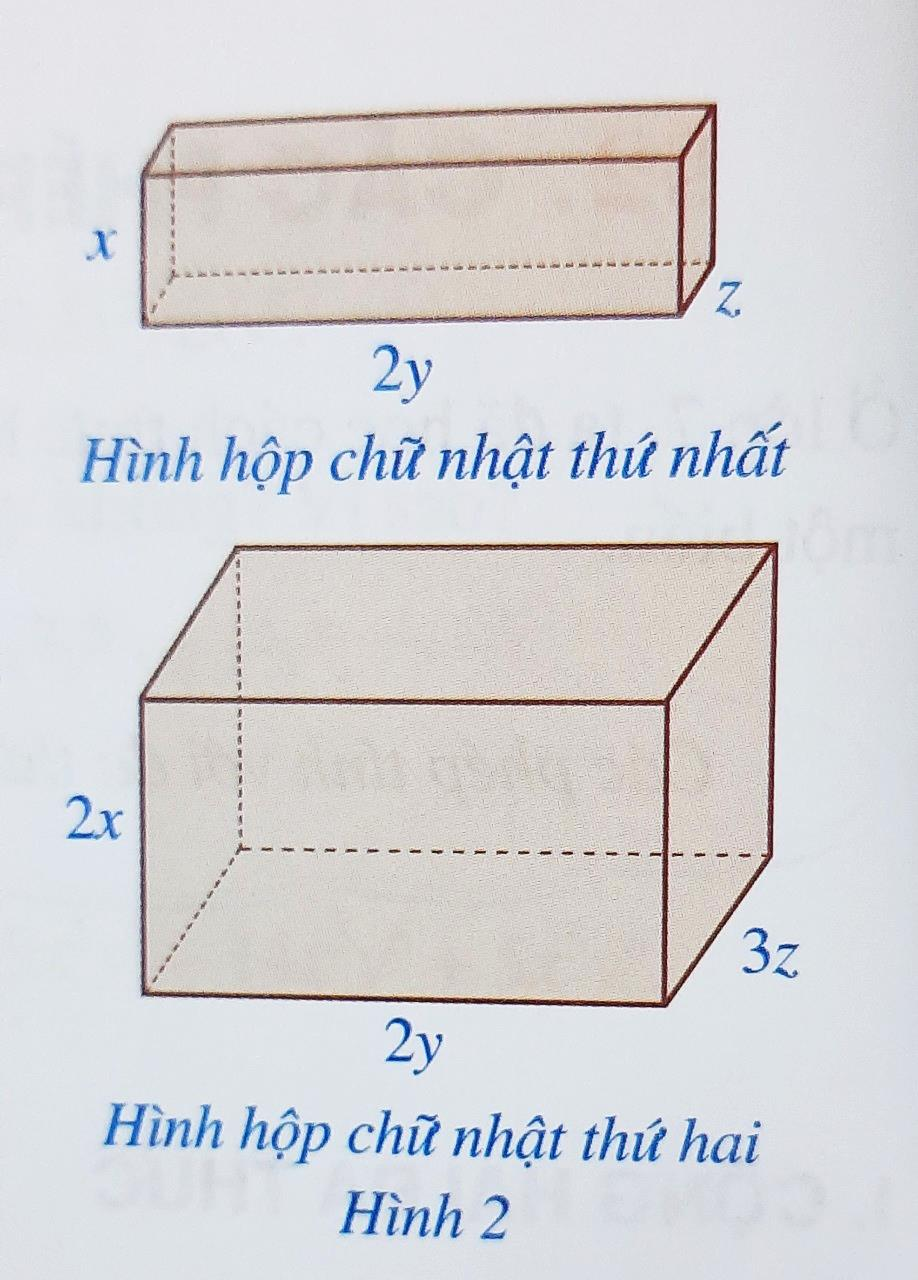 x
z
2y
Hình hộp chữ nhật thứ nhất
2x
3z
2y
Hình hộp chữ nhật thứ hai
Hình 2